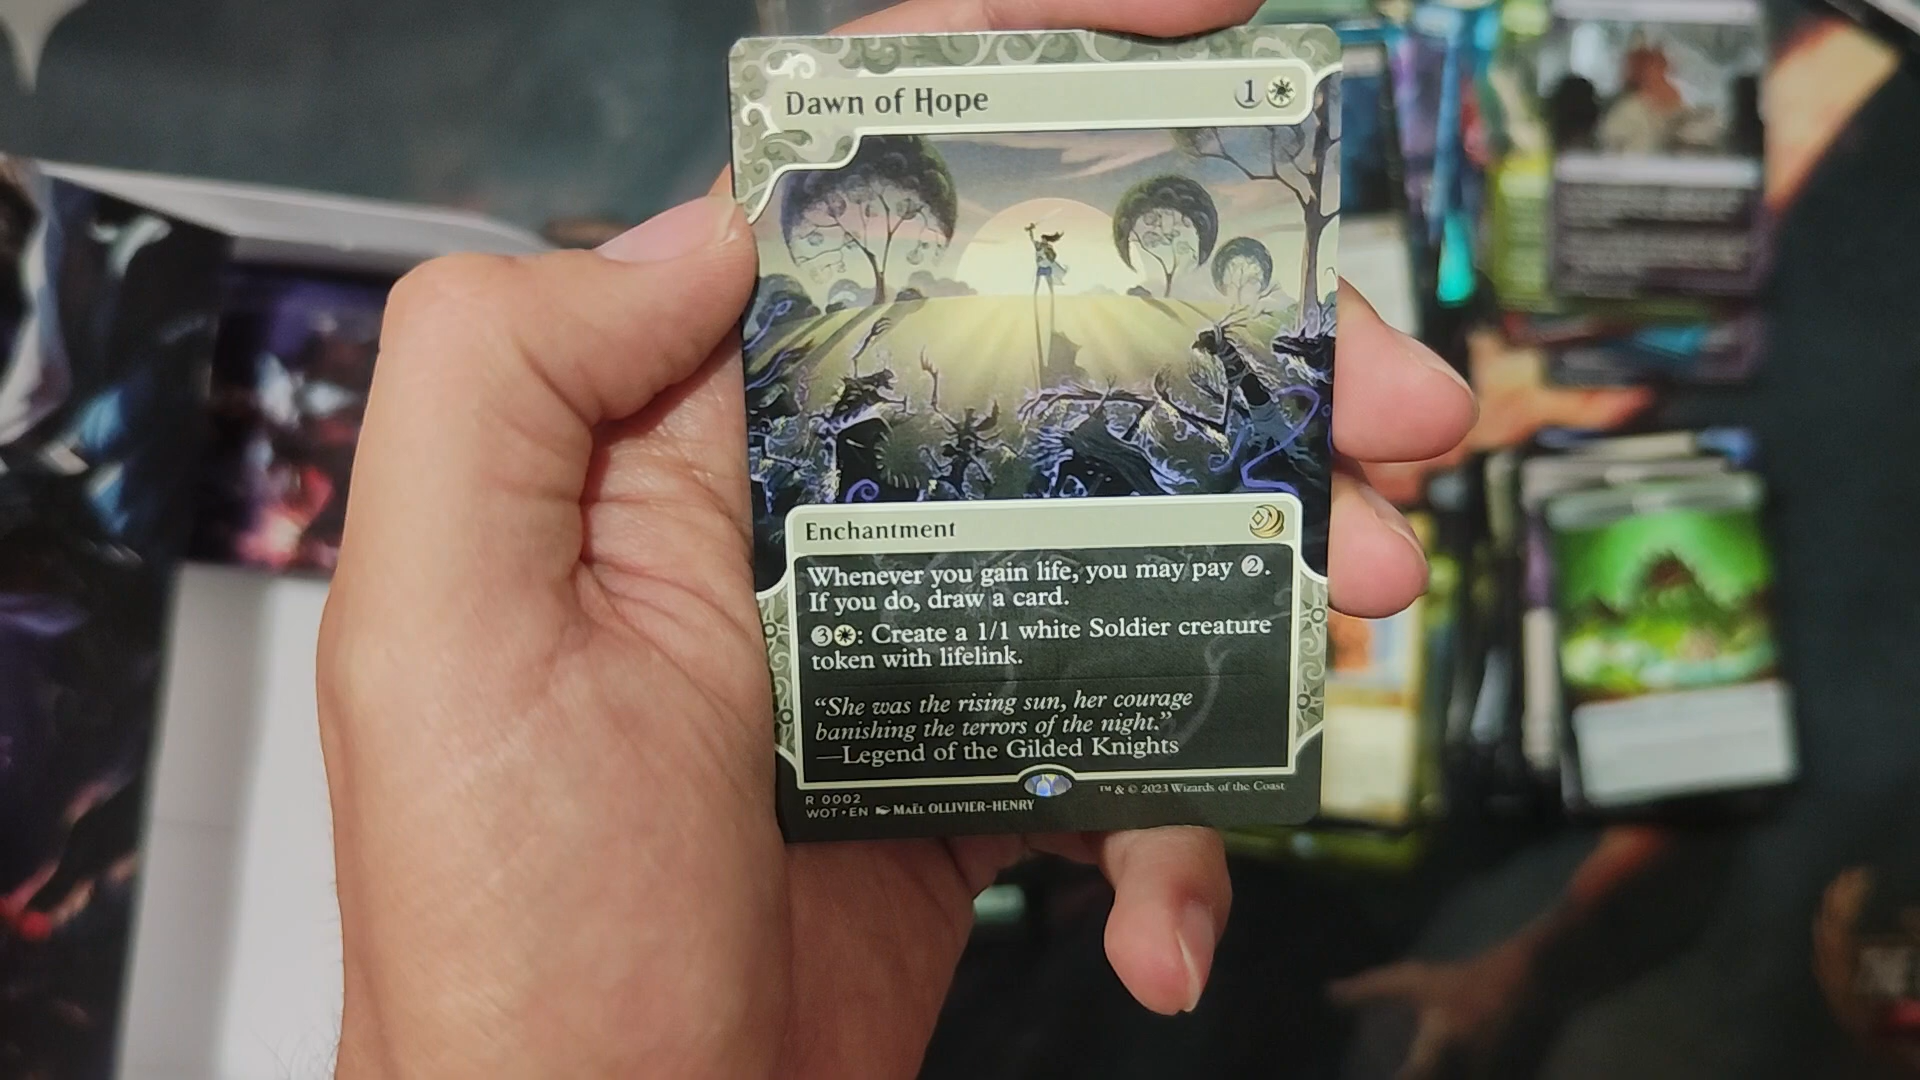 Dawn of Hope 1
Enchantment
Whenever you gain life, you may pay 2.
If you do, draw a card.
3: Create a 1/1 white Soldier creature
token with lifelink.
“She was the rising sun, her courage
banishing the terrors of the night.”
—Legend of the Gilded Knights
R 0002
WOT • EN MAËL OLLIVIER-HENRY
™ & © 2023 Wizards of the Coast